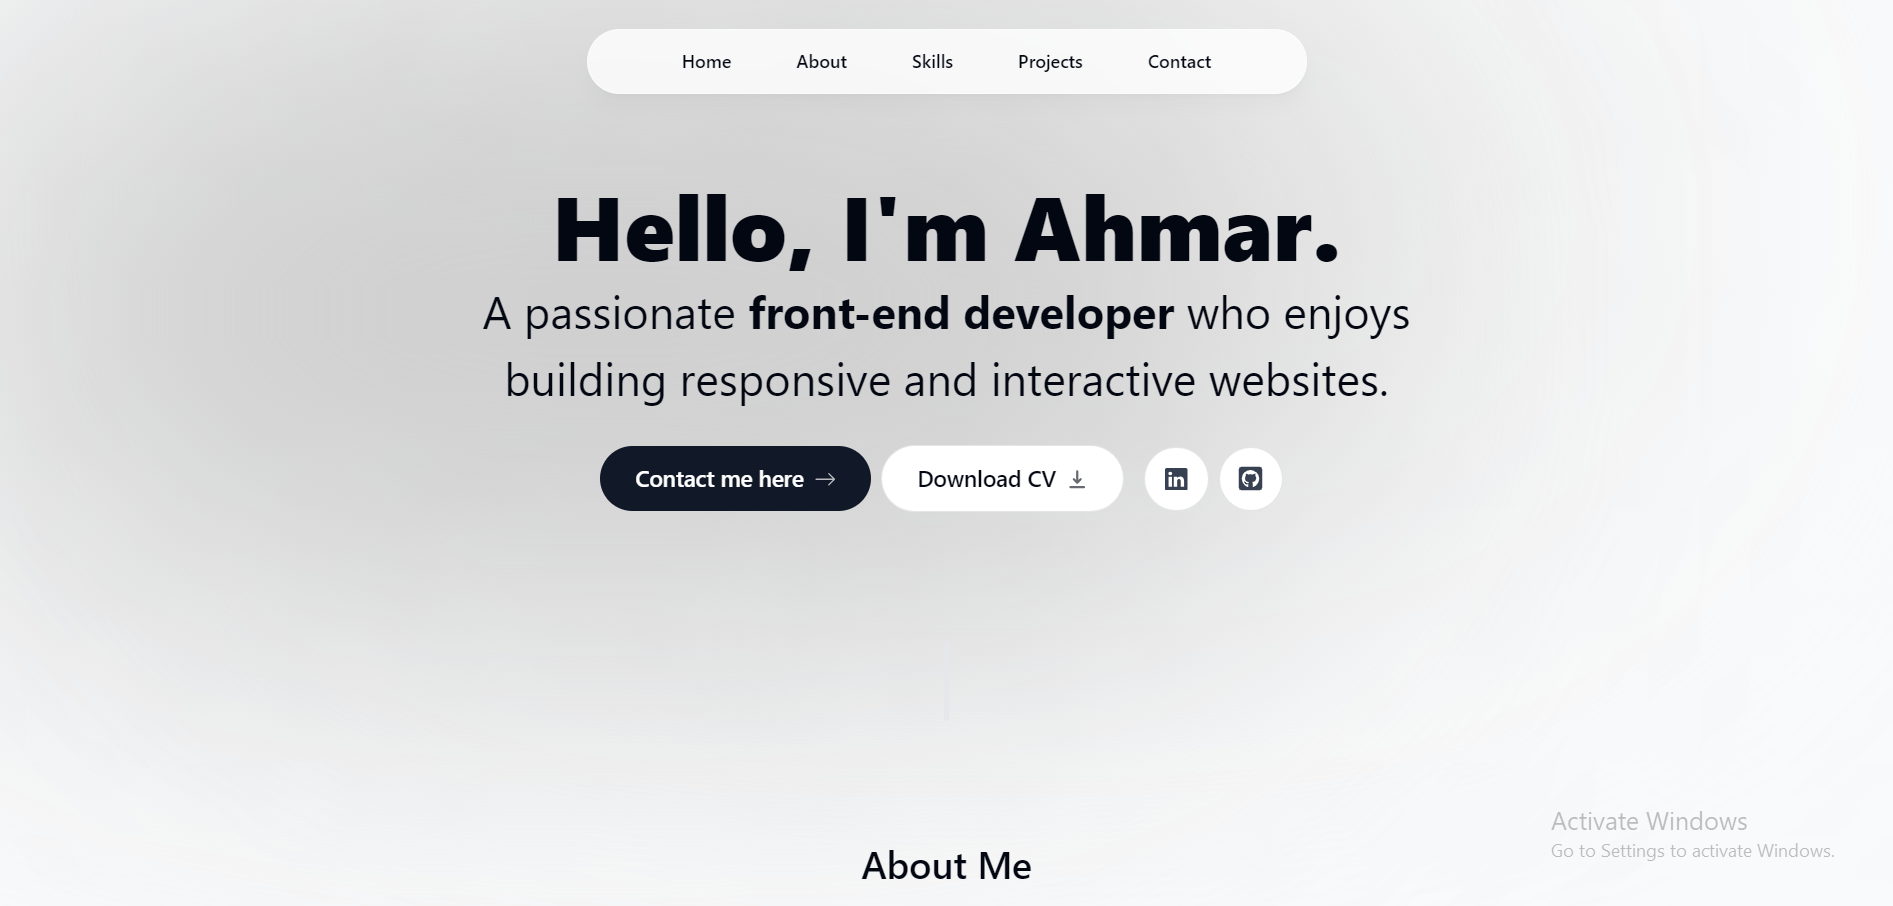 Home About Skills Projects Contact
Hello, I'm Ahmar.
A passionate front-end developer who enjoys
building responsive and interactive websites.
Contact me here Download CV in
Activate Windows
Go to Settings to activate Windows.
About Me